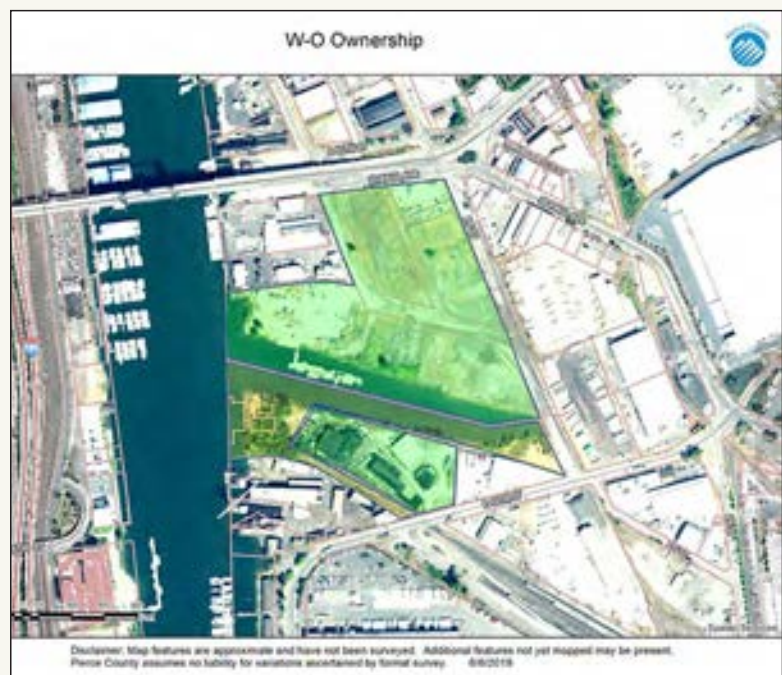 W-O Ownership
Disclaimer: Map features are approximate and have not been surveyed. Additional features not yet mapped may be present.
Pierce County assumes no liability for variations ascertained by formal survey. 6/6/2019